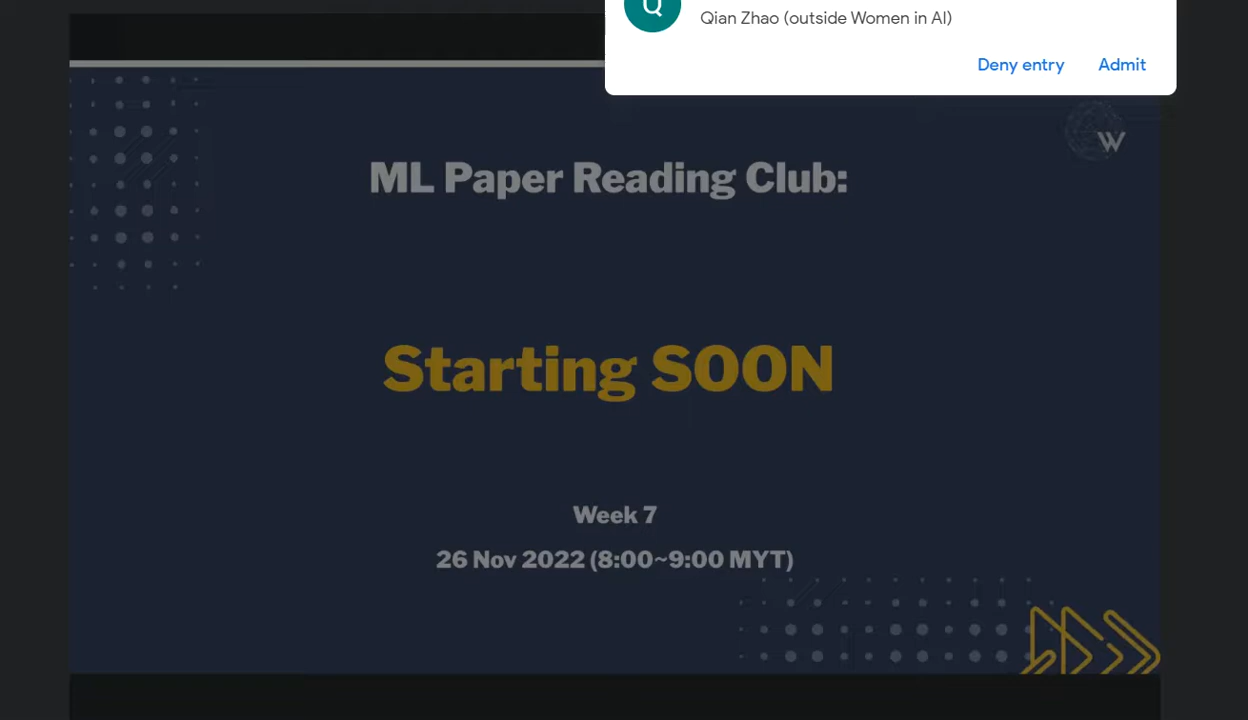 Q
Qian Zhao (outside Women in AI)
Deny entry Admit
W
ML Paper Reading Club:
Starting SOON
Week 7
26 Nov 2022 (8:00~9:00 MYT)